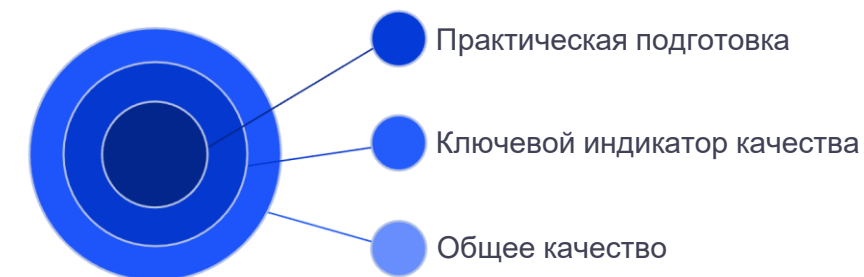 Практическая подготовка
Ключевой индикатор качества
Общее качество